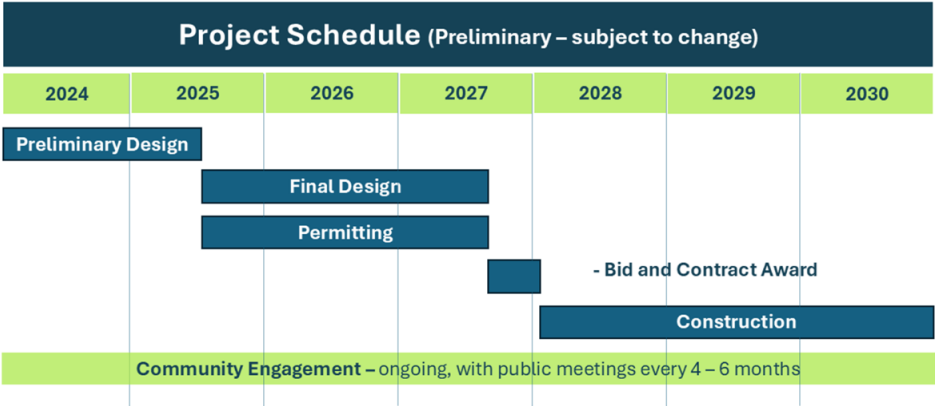 Project Schedule (Preliminary – subject to change)
2024 2025 2026 2027 2028 2029 2030
Preliminary Design
Final Design
Permitting
- Bid and Contract Award
Construction
Community Engagement – ongoing, with public meetings every 4 – 6 months